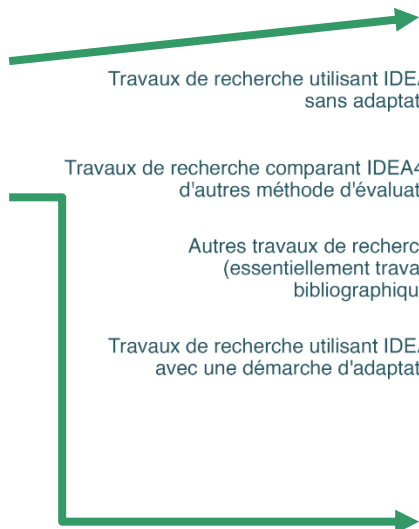 Travaux de recherche utilisant IDEA
sans adaptat
Travaux de recherche comparant IDEA4
d'autres méthode d'évaluat
Autres travaux de recherc
(essentiellement trava
bibliographiqu
Travaux de recherche utilisant IDEA
avec une démarche d'adaptat